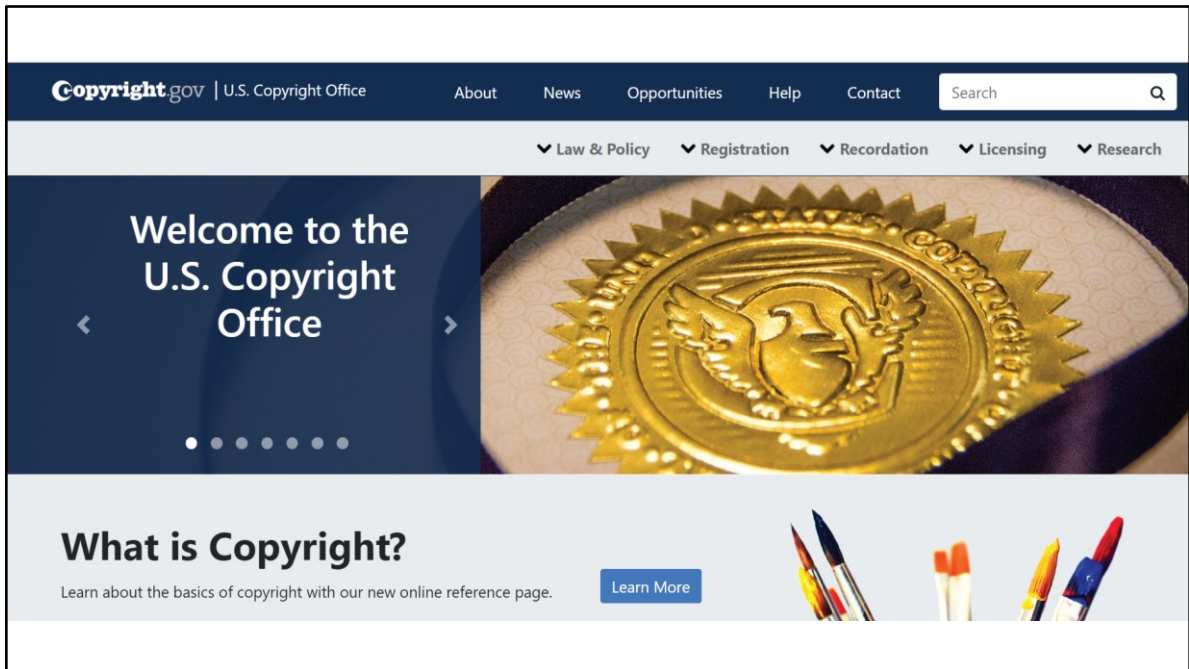 Copyright.gov | U.S. Copyright Office About News Opportunities Help Contact Search
Law & Policy Registration Recordation Licensing Research
Welcome to the
U.S. Copyright
Office
STATES COPYRIGHT
What is Copyright?
Learn about the basics of copyright with our new online reference page.
Learn More